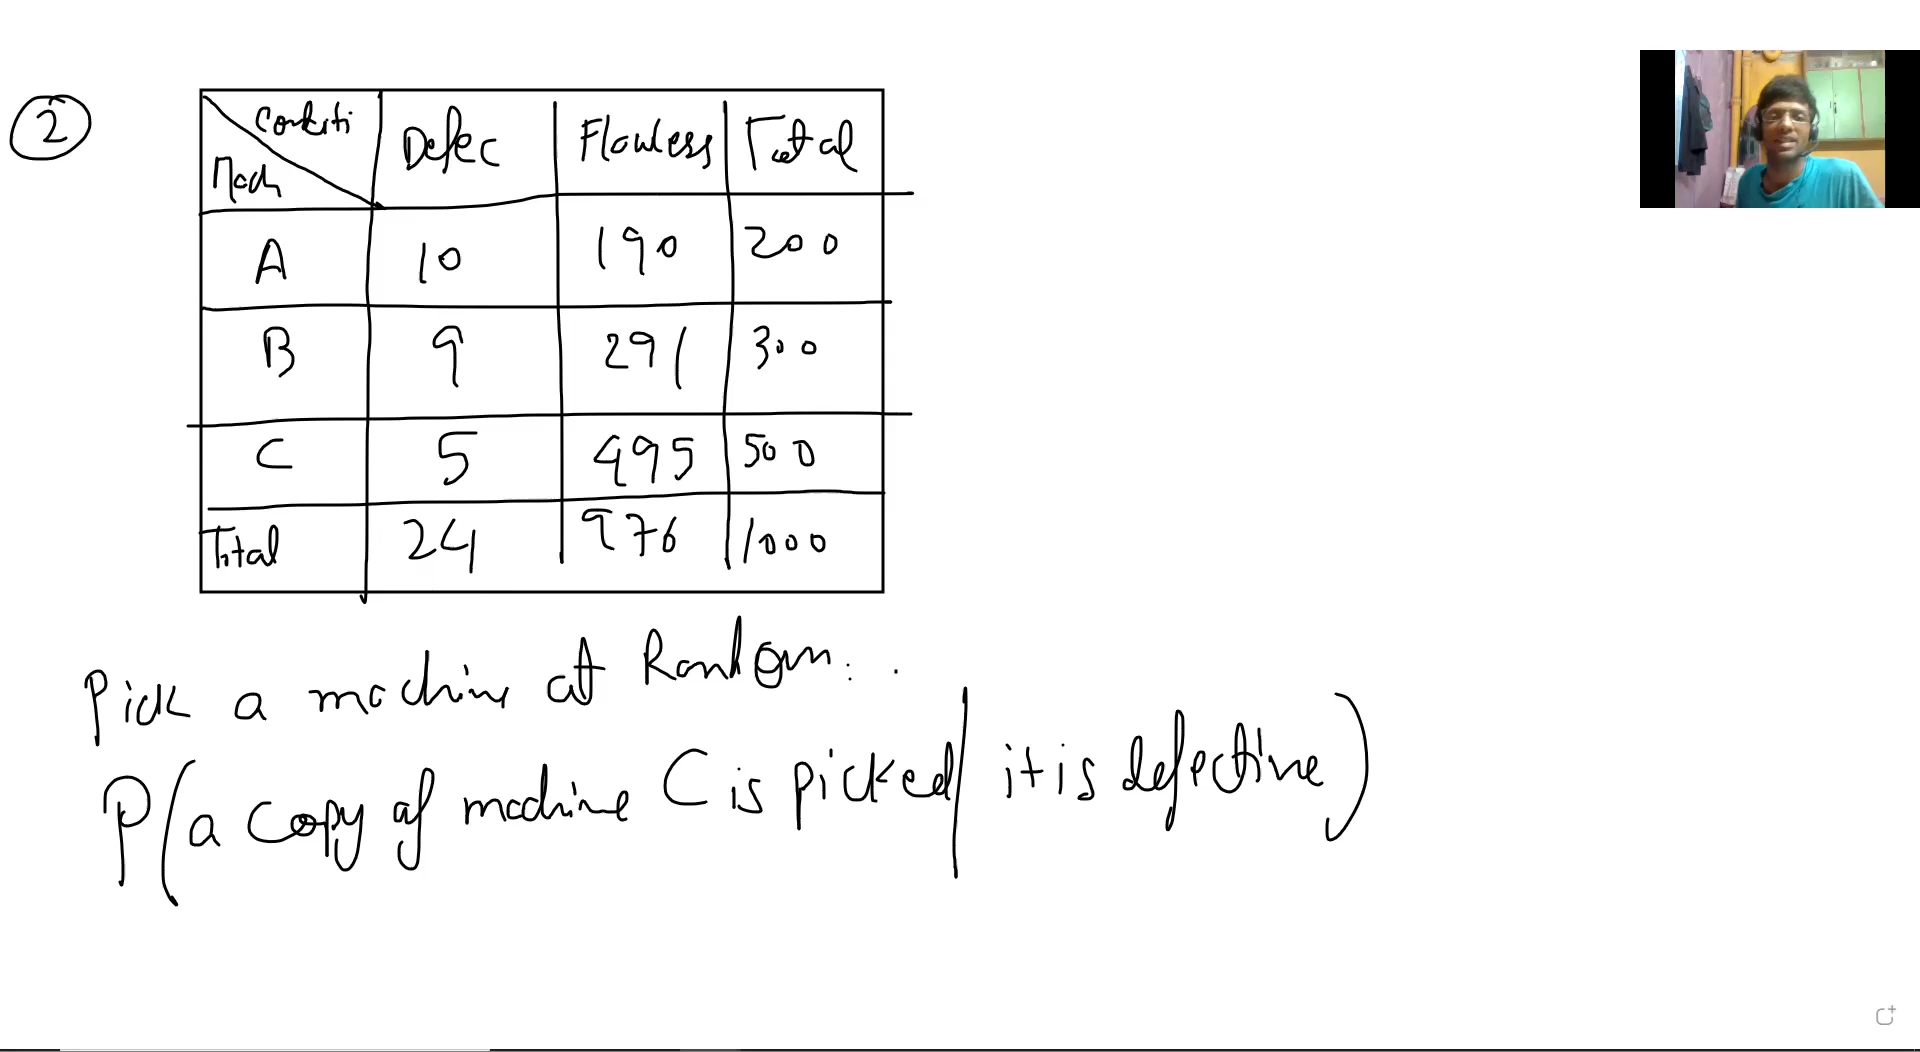 2
Conditi Defec Flawless Total
Mach
A 10 190 200
B 9 291 300
C 5 495 500
Total 24 976 1000
Pick a machine at Random..
P(a copy of machine C is picked | it is defective)